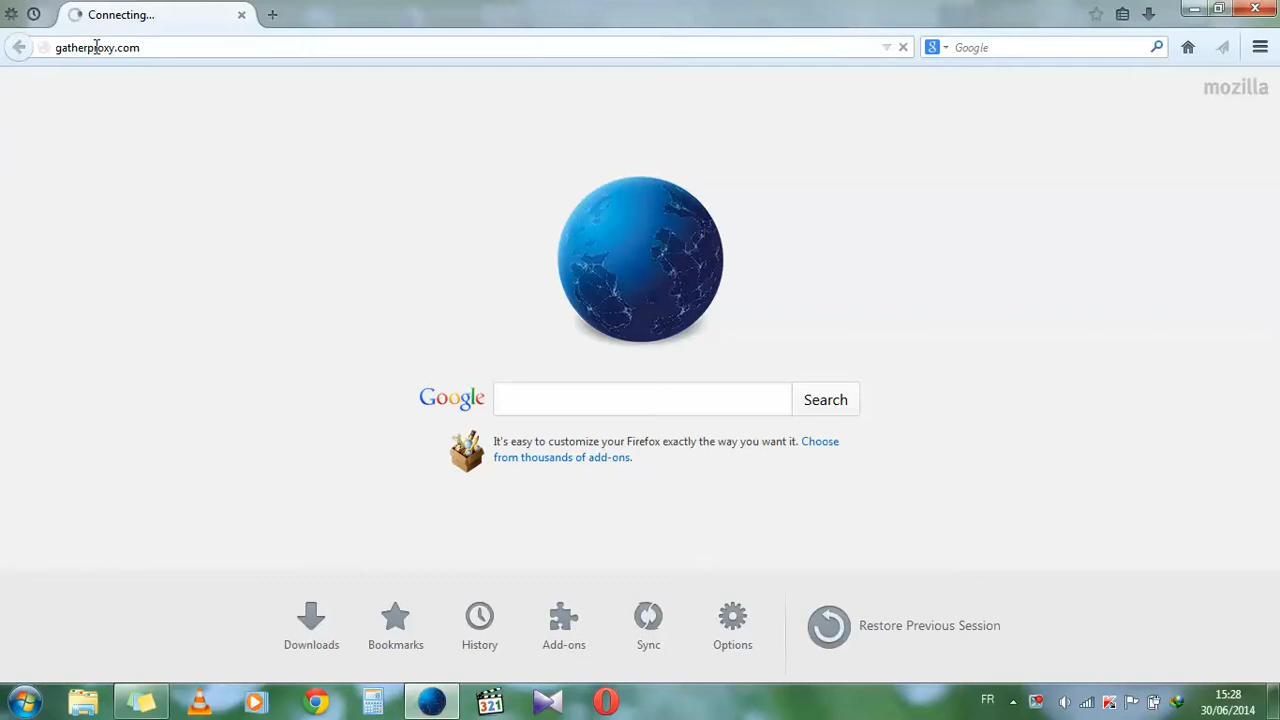 Connecting...
gatherproxy.com
Google
mozilla
Google
Search
It's easy to customize your Firefox exactly the way you want it. Choose
from thousands of add-ons.
Downloads
Bookmarks
History
Add-ons
Sync
Options
Restore Previous Session
321
FR
15:28
30/06/2014